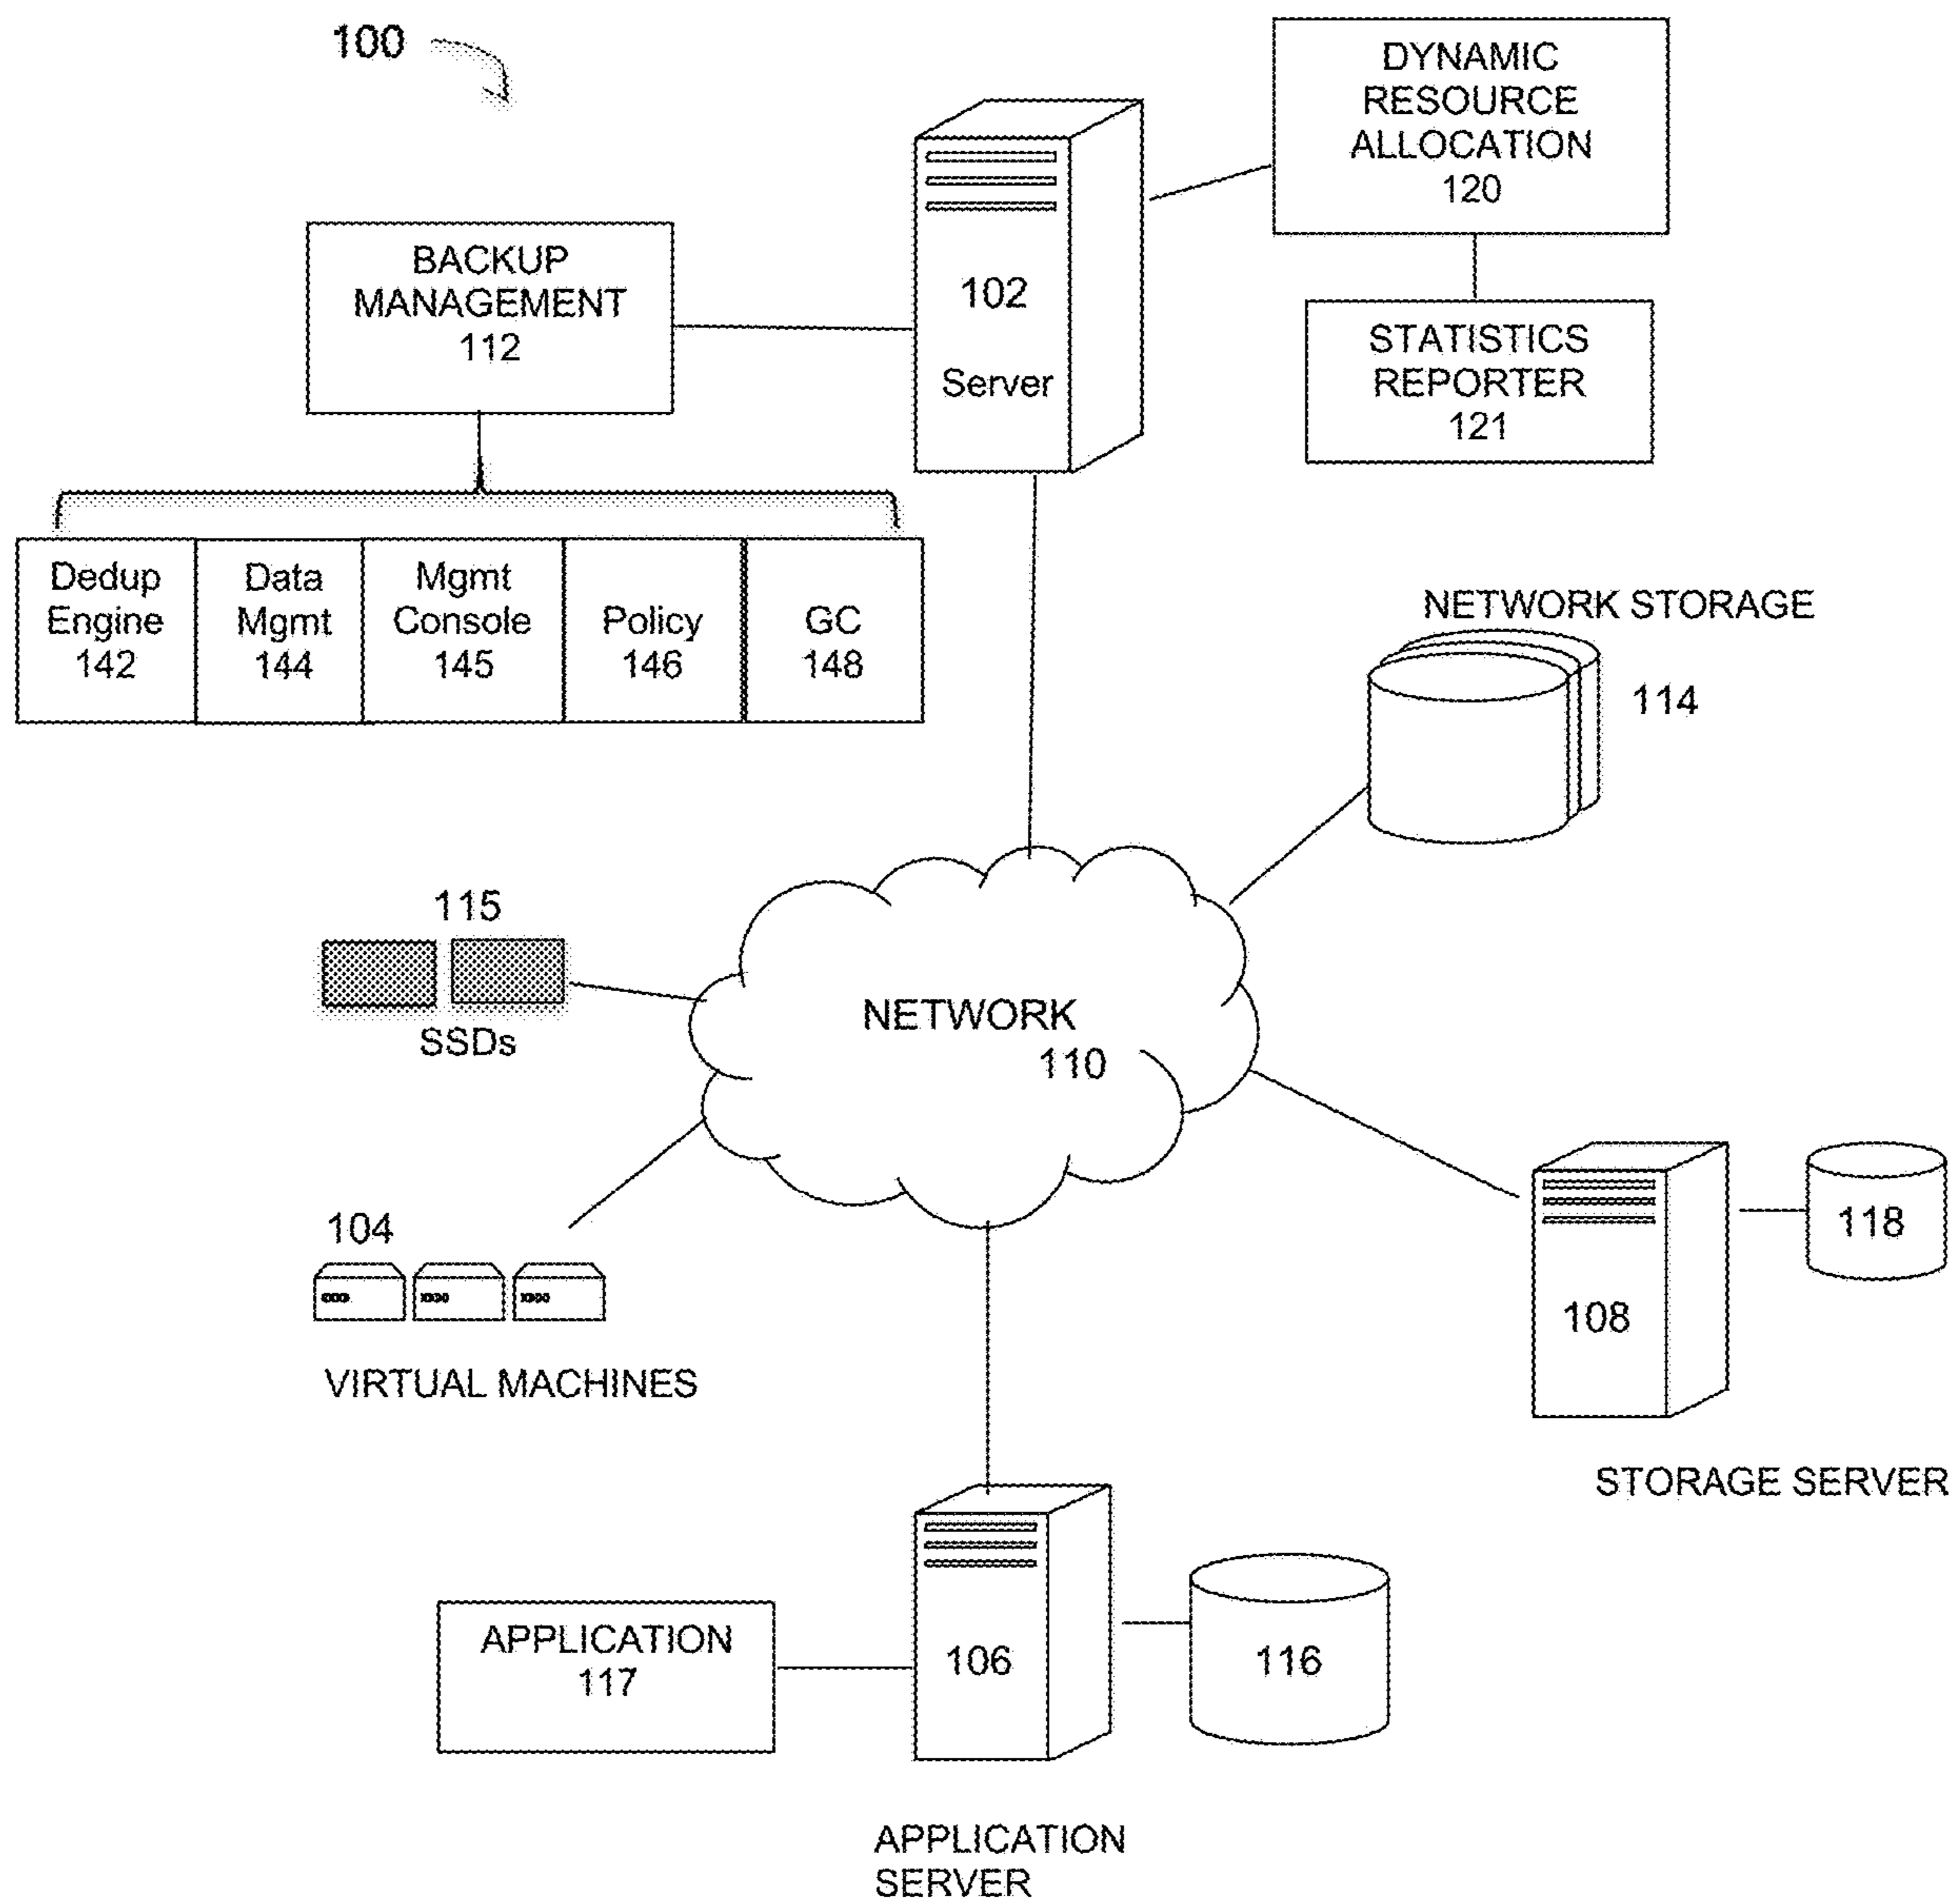 100
DYNAMIC
RESOURCE
ALLOCATION
120
BACKUP
MANAGEMENT
112
102
Server
STATISTICS
REPORTER
121
Dedup
Engine
142
Data
Mgmt
144
Mgmt
Console
145
Policy
146
GC
148
NETWORK STORAGE
114
115
SSDs
NETWORK
110
104
VIRTUAL MACHINES
108
118
STORAGE SERVER
APPLICATION
117
106
116
APPLICATION
SERVER